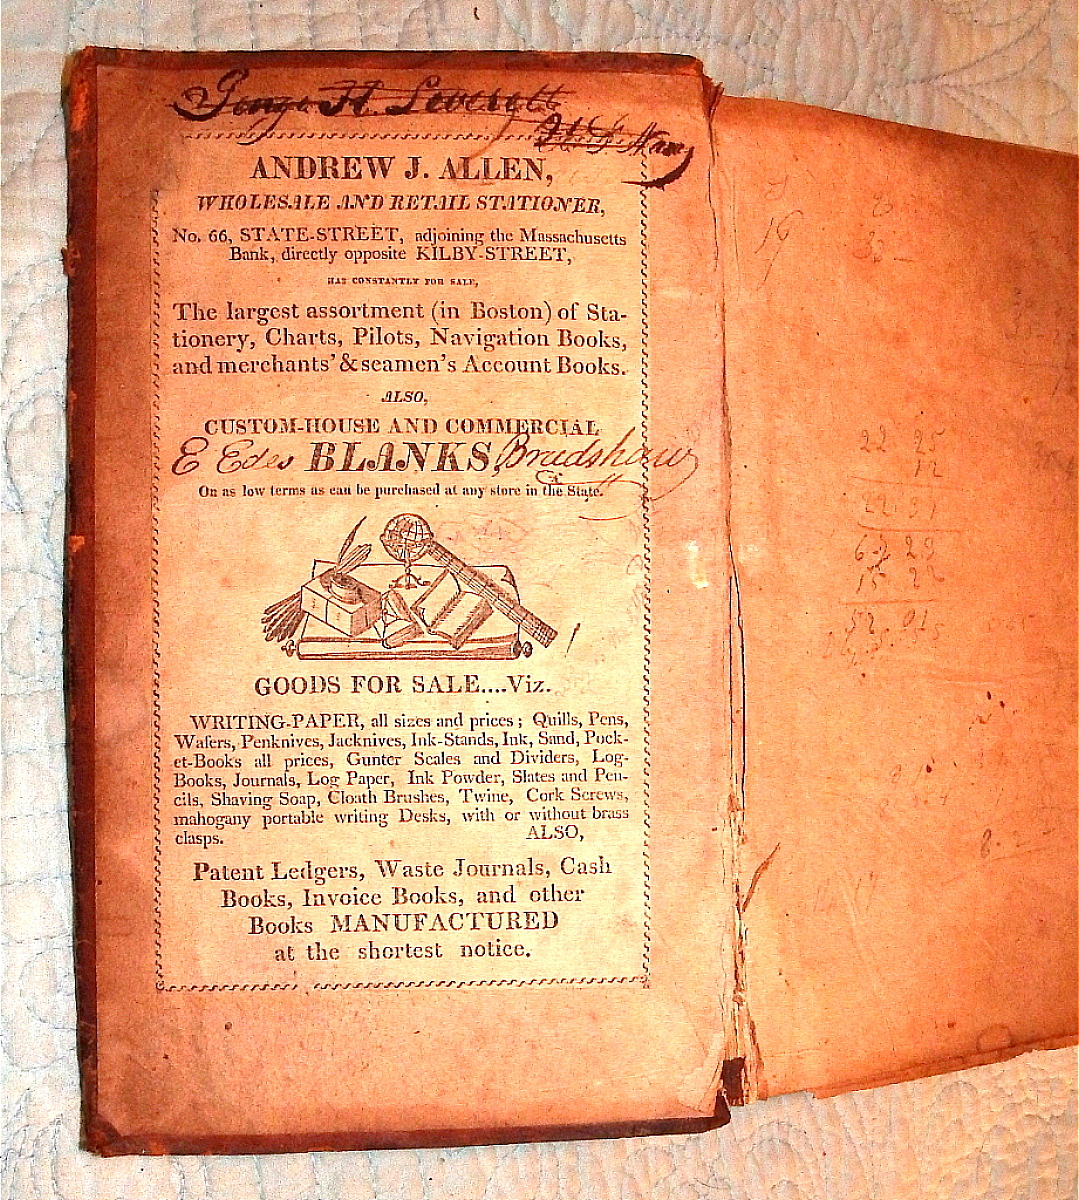 George H. Leverett
ANDREW J. ALLEN,
WHOLESALE AND RETAIL STATIONER,
No. 66, STATE-STREET, adjoining the Massachusetts
Bank, directly opposite KILBY-STREET,
HAS CONSTANTLY FOR SALE,
The largest assortment (in Boston) of Sta-
tionery, Charts, Pilots, Navigation Books,
and merchants' & seamen's Account Books.
ALSO,
CUSTOM-HOUSE AND COMMERCIAL
E Edes BLANKS, Bradshaw
On as low terms as can be purchased at any store in the State.
GOODS FOR SALE....Viz.
WRITING-PAPER, all sizes and prices; Quills, Pens,
Wafers, Penknives, Jacknives, Ink-Stands, Ink, Sand, Pock-
et-Books all prices, Gunter Scales and Dividers, Log-
Books, Journals, Log Paper, Ink Powder, Slates and Pen-
cils, Shaving Soap, Cloath Brushes, Twine, Cork Screws,
mahogany portable writing Desks, with or without brass
clasps. ALSO,
Patent Ledgers, Waste Journals, Cash
Books, Invoice Books, and other
Books MANUFACTURED
at the shortest notice.
19
22 25
12